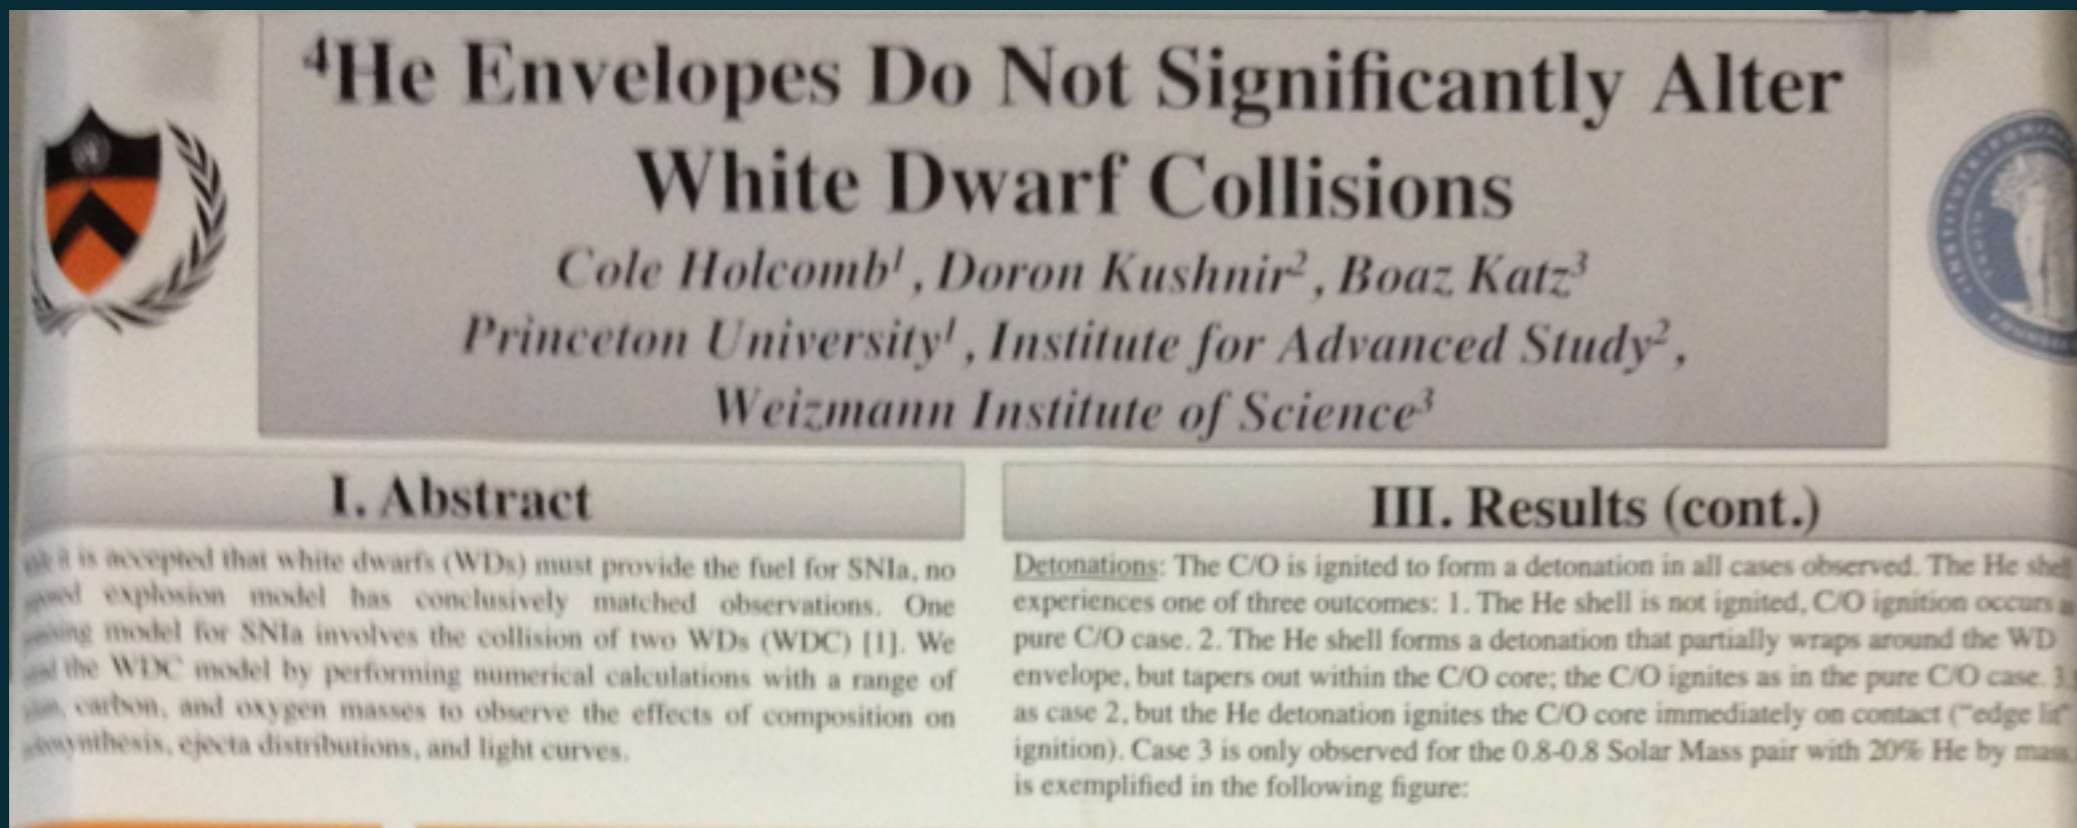 ⁴He Envelopes Do Not Significantly Alter
White Dwarf Collisions
Cole Holcomb¹, Doron Kushnir², Boaz Katz³
Princeton University¹, Institute for Advanced Study²,
Weizmann Institute of Science³
I. Abstract
it is accepted that white dwarfs (WDs) must provide the fuel for SNIa, no
explosion model has conclusively matched observations. One
model for SNIa involves the collision of two WDs (WDC) [1]. We
the WDC model by performing numerical calculations with a range of
carbon, and oxygen masses to observe the effects of composition on
ejecta distributions, and light curves.
III. Results (cont.)
Detonations: The C/O is ignited to form a detonation in all cases observed. The He
experiences one of three outcomes: 1. The He shell is not ignited, C/O ignition occurs
pure C/O case. 2. The He shell forms a detonation that partially wraps around the WD
envelope, but tapers out within the C/O core; the C/O ignites as in the pure C/O case. 3.
as case 2, but the He detonation ignites the C/O core immediately on contact ("edge lit"
ignition). Case 3 is only observed for the 0.8-0.8 Solar Mass pair with 20% He by
is exemplified in the following figure: